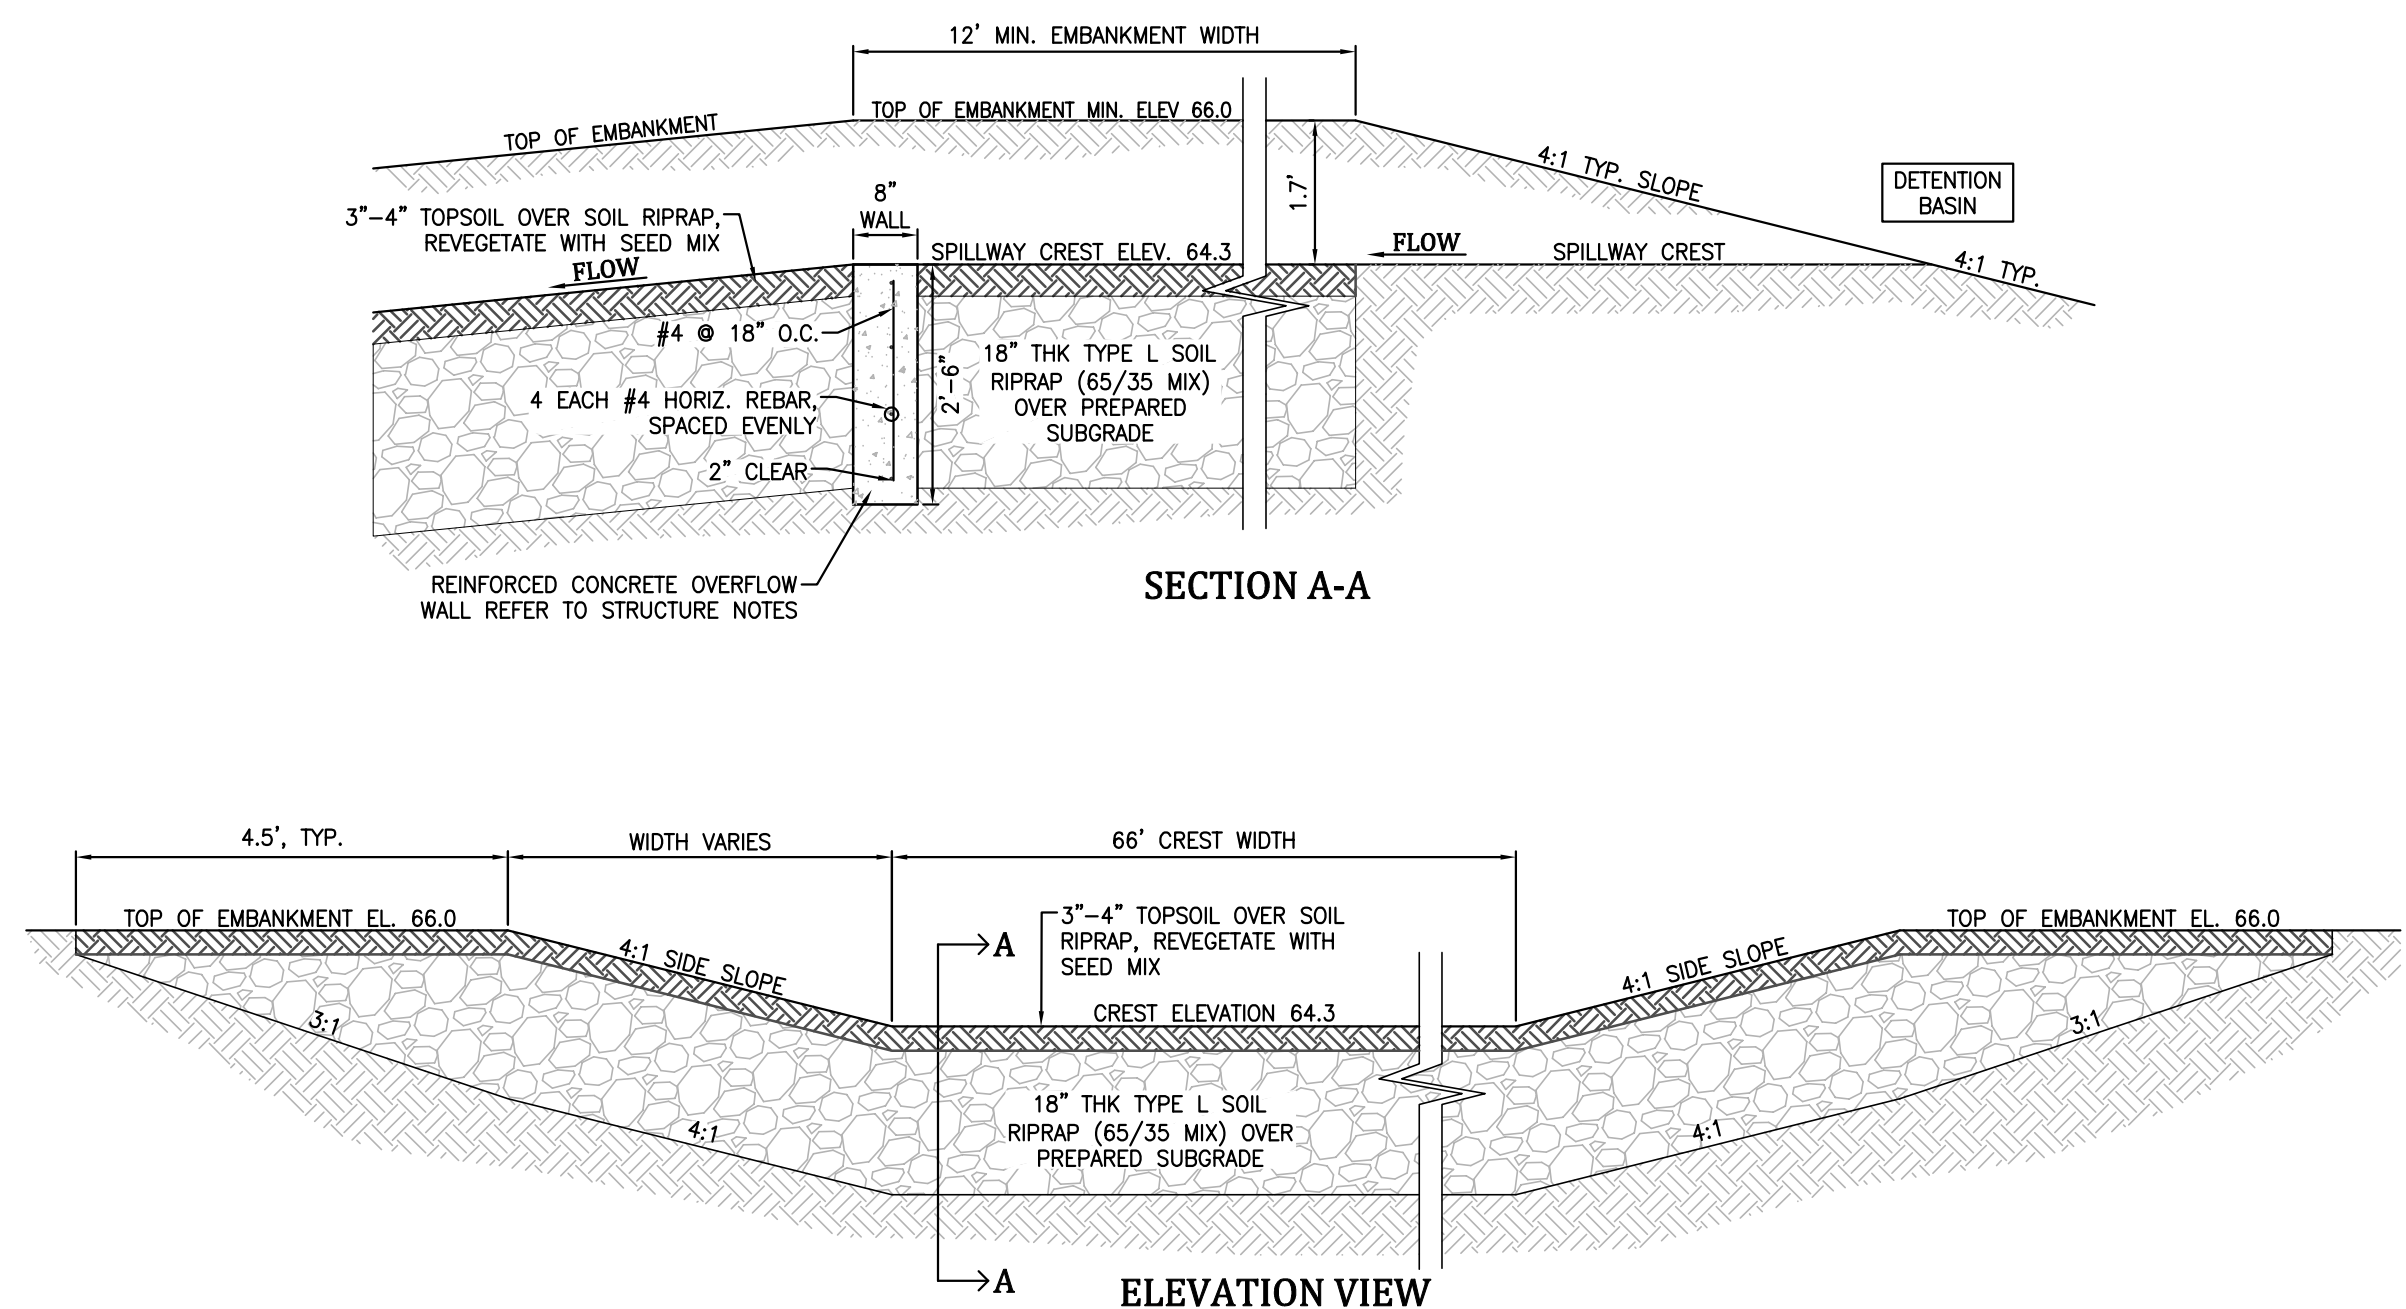 12' MIN. EMBANKMENT WIDTH
TOP OF EMBANKMENT
TOP OF EMBANKMENT MIN. ELEV 66.0
4:1 TYP. SLOPE
DETENTION
BASIN
1.7'
8"
WALL
3"-4" TOPSOIL OVER SOIL RIPRAP,
REVEGETATE WITH SEED MIX
FLOW
SPILLWAY CREST ELEV. 64.3
FLOW
SPILLWAY CREST
4:1 TYP.
#4 @ 18" O.C.
4 EACH #4 HORIZ. REBAR,
SPACED EVENLY
2" CLEAR
2'-6"
18" THK TYPE L SOIL
RIPRAP (65/35 MIX)
OVER PREPARED
SUBGRADE
REINFORCED CONCRETE OVERFLOW
WALL REFER TO STRUCTURE NOTES
SECTION A-A
4.5', TYP.
WIDTH VARIES
66' CREST WIDTH
TOP OF EMBANKMENT EL. 66.0
4:1 SIDE SLOPE
A
3"-4" TOPSOIL OVER SOIL
RIPRAP, REVEGETATE WITH
SEED MIX
4:1 SIDE SLOPE
TOP OF EMBANKMENT EL. 66.0
CREST ELEVATION 64.3
3:1
3:1
4:1
18" THK TYPE L SOIL
RIPRAP (65/35 MIX) OVER
PREPARED SUBGRADE
4:1
A
ELEVATION VIEW